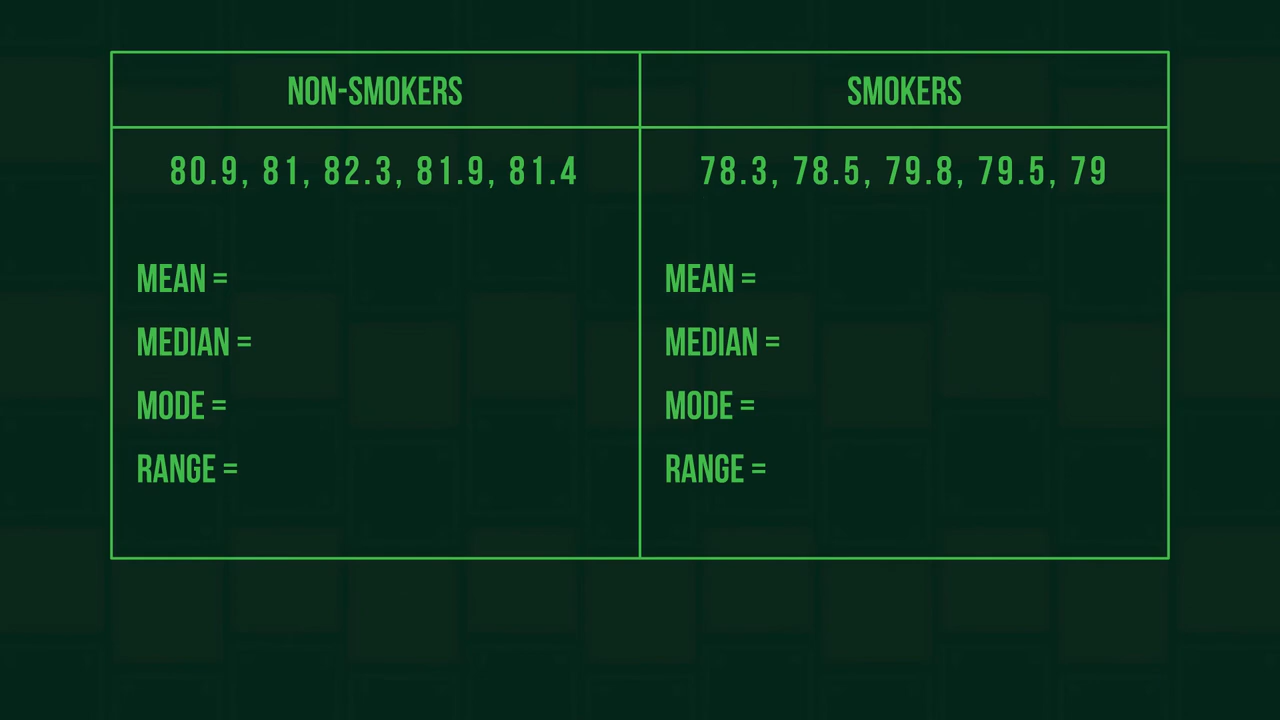 NON-SMOKERS
SMOKERS
80.9, 81, 82.3, 81.9, 81.4
78.3, 78.5, 79.8, 79.5, 79
MEAN =
MEAN =
MEDIAN =
MEDIAN =
MODE =
MODE =
RANGE =
RANGE =